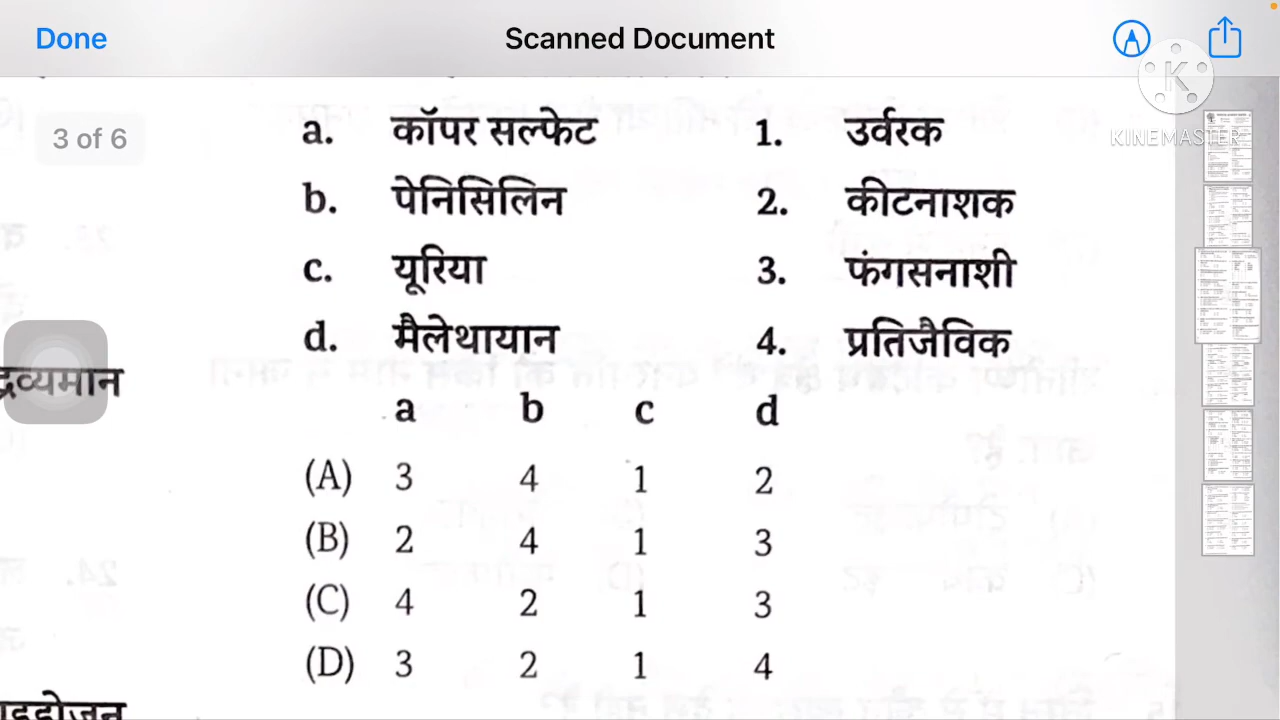 Done Scanned Document
3 of 6
KINEMASTER
a. कॉपर सल्फेट 1. उर्वरक
b. पेनिसिलिन 2. कीटनाशक
c. यूरिया 3. फंगसनाशी
d. मैलेथायान 4. प्रतिजैविक
द्रव्यमान
a b c d
(A) 3 4 1 2
(B) 2 4 1 3
(C) 4 2 1 3
(D) 3 2 1 4